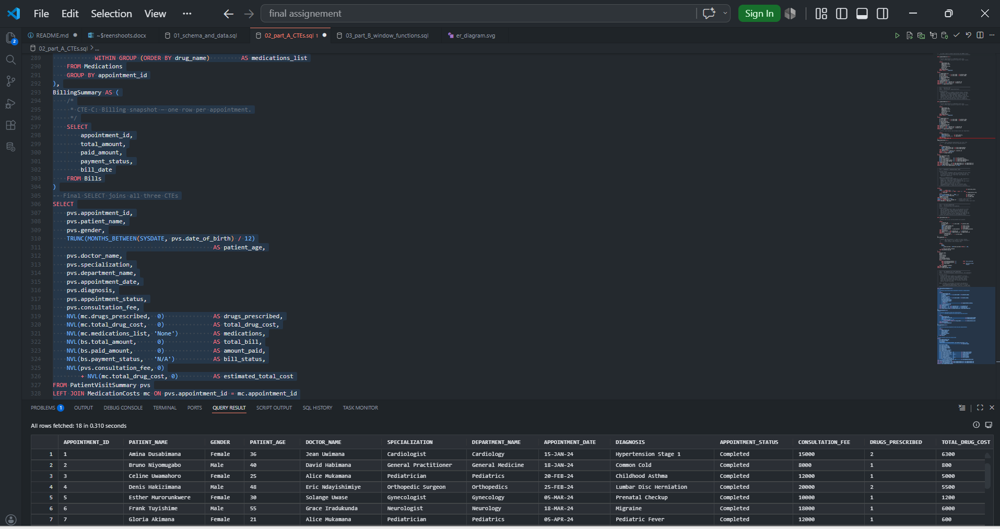 File Edit Selection View ··· final assignement Sign In
README.md ~$reenshoots.docx 01_schema_and_data.sql 02_part_A_CTEs.sql 1 03_part_B_window_functions.sql er_diagram.svg
02_part_A_CTEs.sql > ...
289 WITHIN GROUP (ORDER BY drug_name) AS medications_list
290 FROM Medications
291 GROUP BY appointment_id
292 ),
293 BillingSummary AS (
294 /*
295 * CTE-C: Billing snapshot — one row per appointment.
296 */
297 SELECT
298 appointment_id,
299 total_amount,
300 paid_amount,
301 payment_status,
302 bill_date
303 FROM Bills
304 )
305 -- Final SELECT joins all three CTEs
306 SELECT
307 pvs.appointment_id,
308 pvs.patient_name,
309 pvs.gender,
310 TRUNC(MONTHS_BETWEEN(SYSDATE, pvs.date_of_birth) / 12)
311 AS patient_age,
312 pvs.doctor_name,
313 pvs.specialization,
314 pvs.department_name,
315 pvs.appointment_date,
316 pvs.diagnosis,
317 pvs.appointment_status,
318 pvs.consultation_fee,
319 NVL(mc.drugs_prescribed, 0) AS drugs_prescribed,
320 NVL(mc.total_drug_cost, 0) AS total_drug_cost,
321 NVL(mc.medications_list, 'None') AS medications,
322 NVL(bs.total_amount, 0) AS total_bill,
323 NVL(bs.paid_amount, 0) AS amount_paid,
324 NVL(bs.payment_status, 'N/A') AS bill_status,
325 NVL(pvs.consultation_fee, 0)
326 + NVL(mc.total_drug_cost, 0) AS estimated_total_cost
327 FROM PatientVisitSummary pvs
328 LEFT JOIN MedicationCosts mc ON pvs.appointment_id = mc.appointment_id
PROBLEMS 1 OUTPUT DEBUG CONSOLE TERMINAL PORTS QUERY RESULT SCRIPT OUTPUT SQL HISTORY TASK MONITOR
All rows fetched: 18 in 0.310 seconds
APPOINTMENT_ID PATIENT_NAME GENDER PATIENT_AGE DOCTOR_NAME SPECIALIZATION DEPARTMENT_NAME APPOINTMENT_DATE DIAGNOSIS APPOINTMENT_STATUS CONSULTATION_FEE DRUGS_PRESCRIBED TOTAL_DRUG_COST
1 1 Amina Dusabimana Female 36 Jean Uwimana Cardiologist Cardiology 15-JAN-24 Hypertension Stage 1 Completed 15000 2 6300
2 2 Bruno Niyomugabo Male 40 David Habimana General Practitioner General Medicine 18-JAN-24 Common Cold Completed 8000 1 800
3 3 Celine Uwamahoro Female 25 Alice Mukamana Pediatrician Pediatrics 20-FEB-24 Childhood Asthma Completed 12000 1 5000
4 4 Denis Hakizimana Male 48 Eric Ndayishimiye Orthopedic Surgeon Orthopedics 25-FEB-24 Lumbar Disc Herniation Completed 20000 2 5500
5 5 Esther Murorunkwere Female 30 Solange Uwase Gynecologist Gynecology 05-MAR-24 Prenatal Checkup Completed 10000 1 1200
6 6 Frank Tuyishime Male 55 Grace Iradukunda Neurologist Neurology 18-MAR-24 Migraine Completed 18000 1 6000
7 7 Gloria Akimana Female 21 Alice Mukamana Pediatrician Pediatrics 05-APR-24 Pediatric Fever Completed 12000 1 600